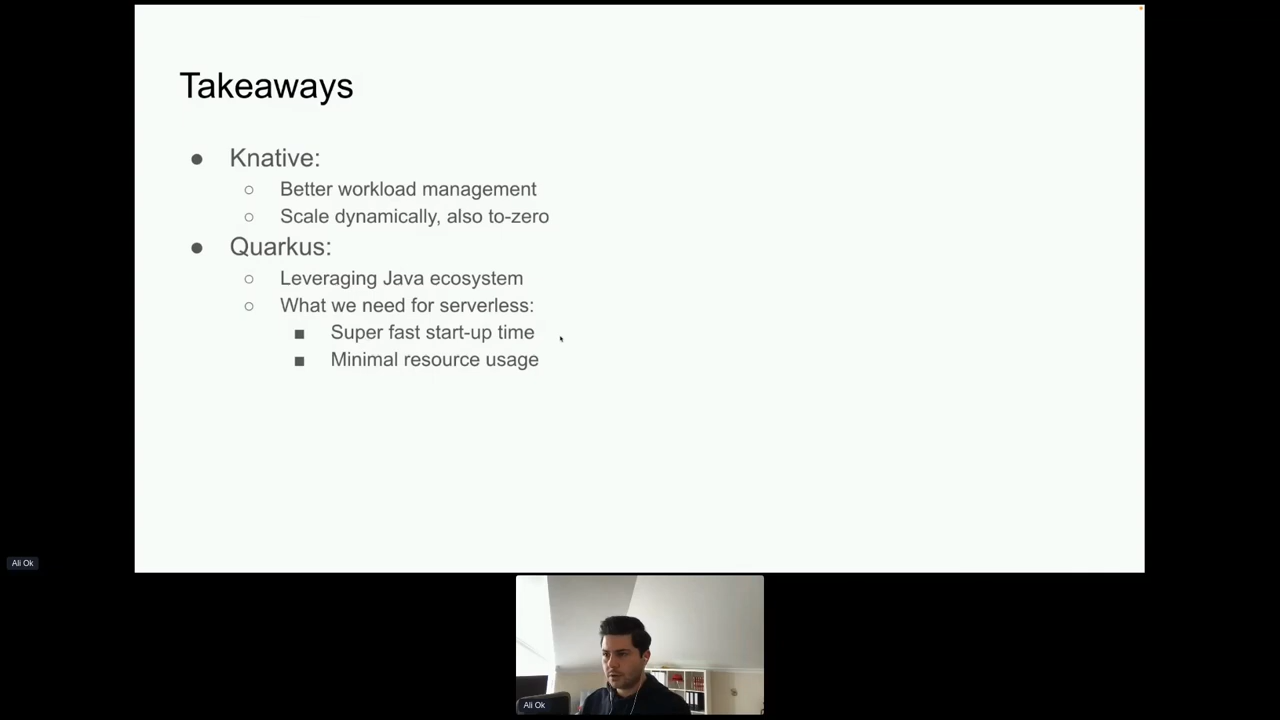 Takeaways
● Knative:
○ Better workload management
○ Scale dynamically, also to-zero
● Quarkus:
○ Leveraging Java ecosystem
○ What we need for serverless:
■ Super fast start-up time
■ Minimal resource usage
Ali Ok
Ali Ok